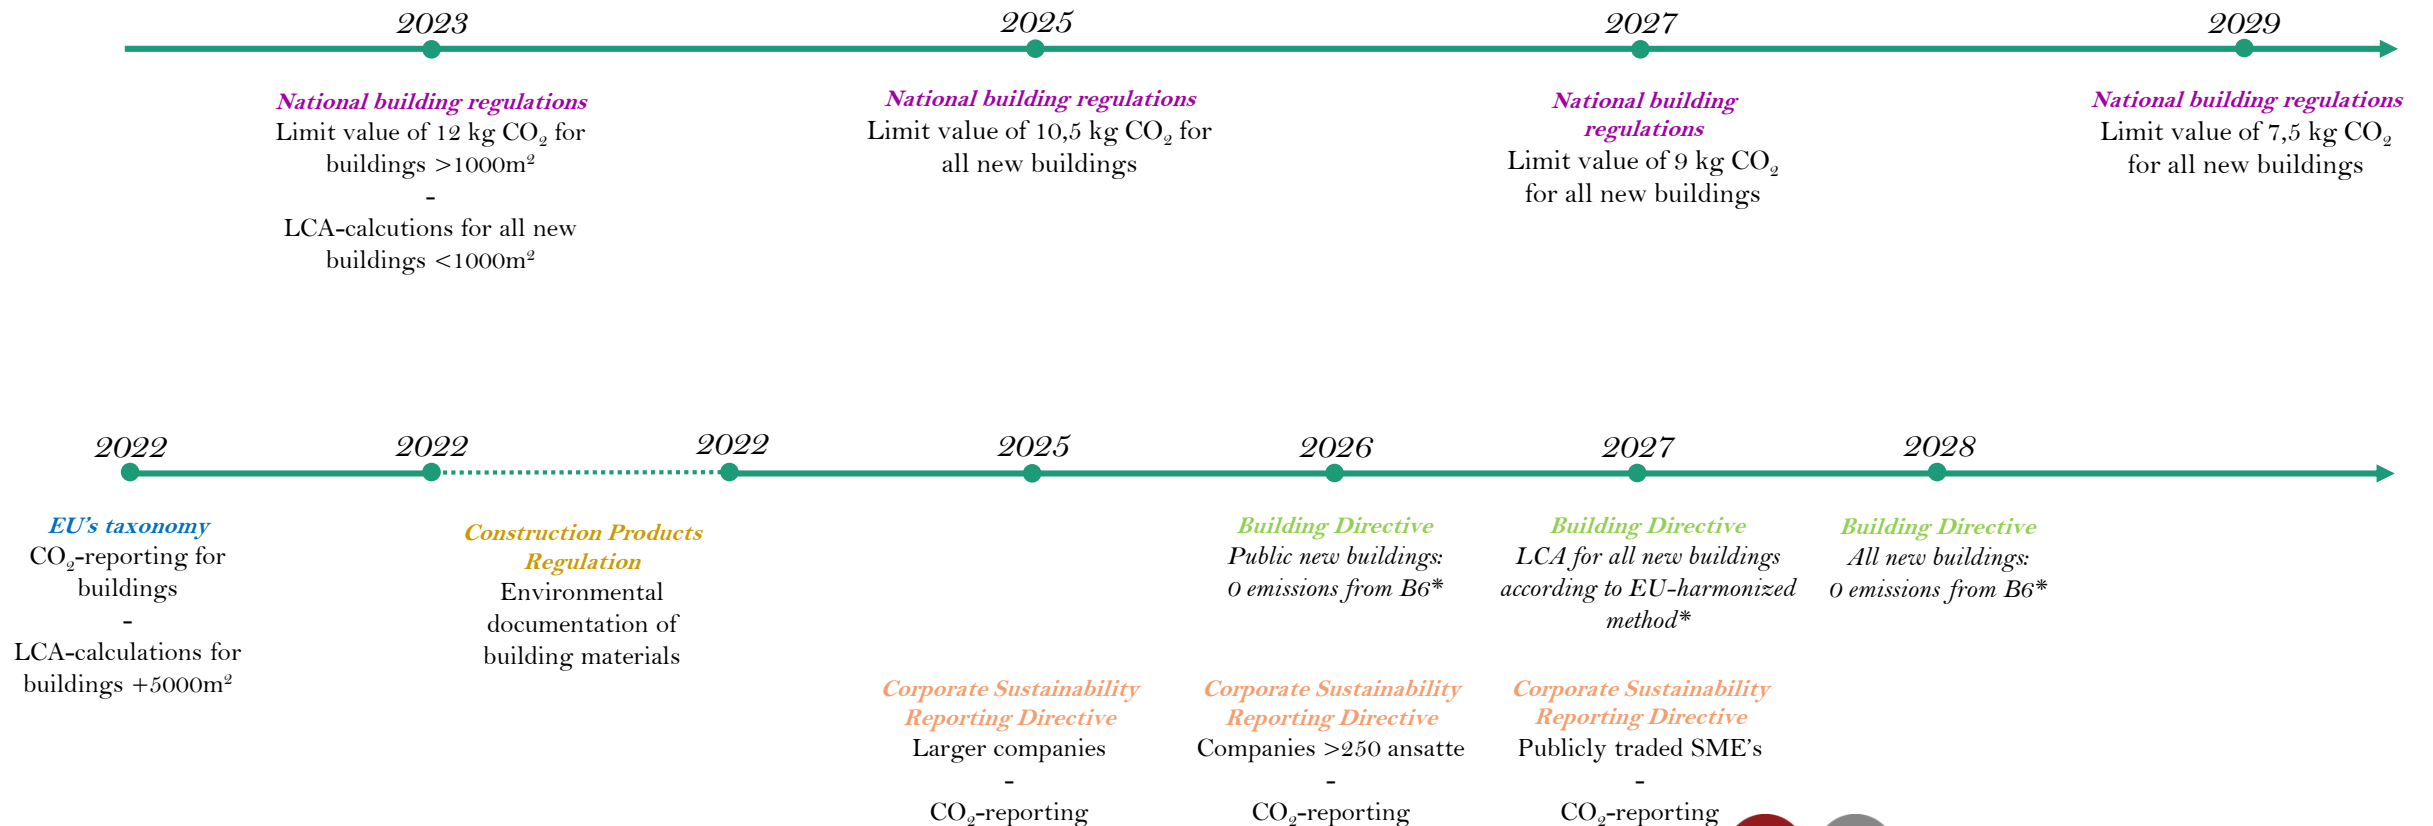 2023
National building regulations
Limit value of 12 kg CO₂ for
buildings >1000m²
-
LCA-calcutions for all new
buildings <1000m²
2025
National building regulations
Limit value of 10,5 kg CO₂ for
all new buildings
2027
National building
regulations
Limit value of 9 kg CO₂
for all new buildings
2029
National building regulations
Limit value of 7,5 kg CO₂
for all new buildings
2022
EU’s taxonomy
CO₂-reporting for
buildings
-
LCA-calculations for
buildings +5000m²
2022
2022
Construction Products
Regulation
Environmental
documentation of
building materials
2025
Corporate Sustainability
Reporting Directive
Larger companies
-
CO₂-reporting
2026
Building Directive
Public new buildings:
0 emissions from B6*
Corporate Sustainability
Reporting Directive
Companies >250 ansatte
-
CO₂-reporting
2027
Building Directive
LCA for all new buildings
according to EU-harmonized
method*
Corporate Sustainability
Reporting Directive
Publicly traded SME’s
-
CO₂-reporting
2028
Building Directive
All new buildings:
0 emissions from B6*